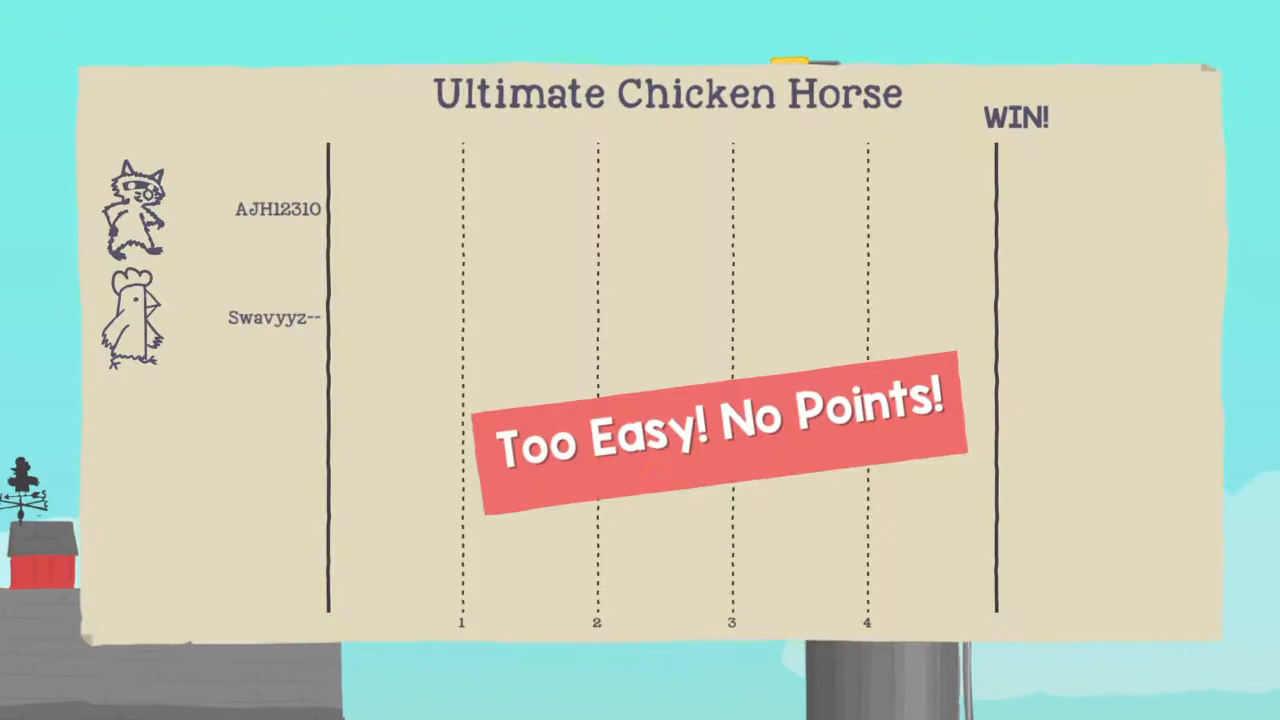 Ultimate Chicken Horse
WIN!
AJH12310
Swavyyz--
Too Easy! No Points!
1 2 3 4